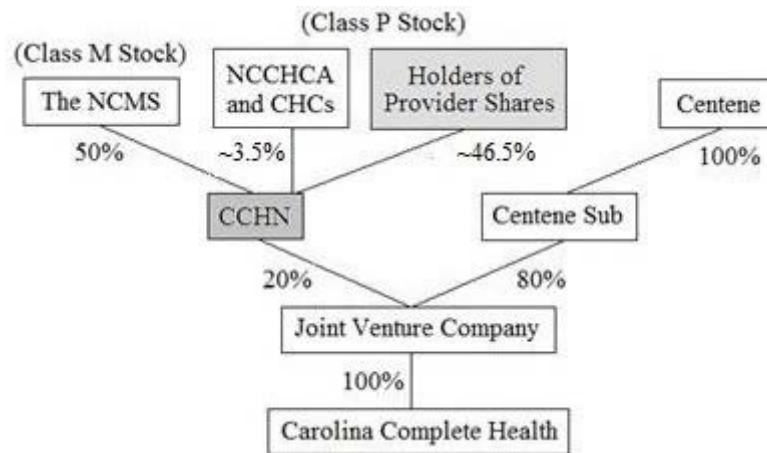 (Class P Stock)
(Class M Stock)
The NCMS
NCCHCA
and CHCs
Holders of
Provider Shares
Centene
50%
~3.5%
~46.5%
100%
CCHN
Centene Sub
20%
80%
Joint Venture Company
100%
Carolina Complete Health